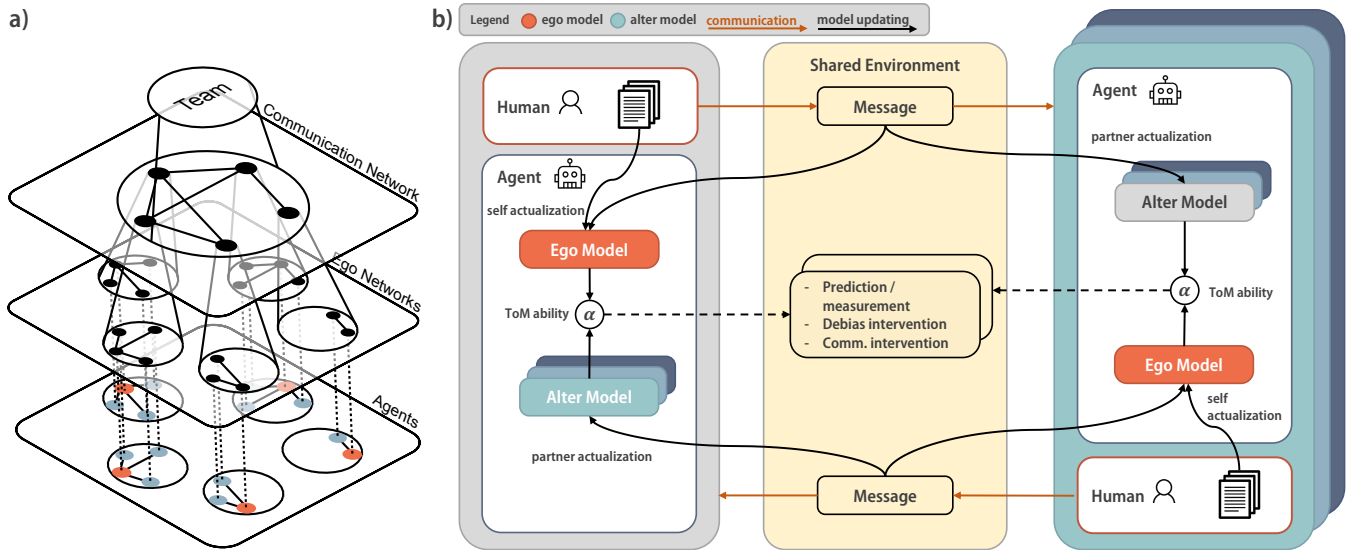 a)
Team
Communication Network
Ego Networks
Agents
b)
Legend
ego model
alter model
communication
model updating
Human
Agent
self actualization
Ego Model
ToM ability
α
Alter Model
partner actualization
Shared Environment
Message
- Prediction /
measurement
- Debias intervention
- Comm. intervention
Message
Agent
partner actualization
Alter Model
α
ToM ability
Ego Model
self
actualization
Human